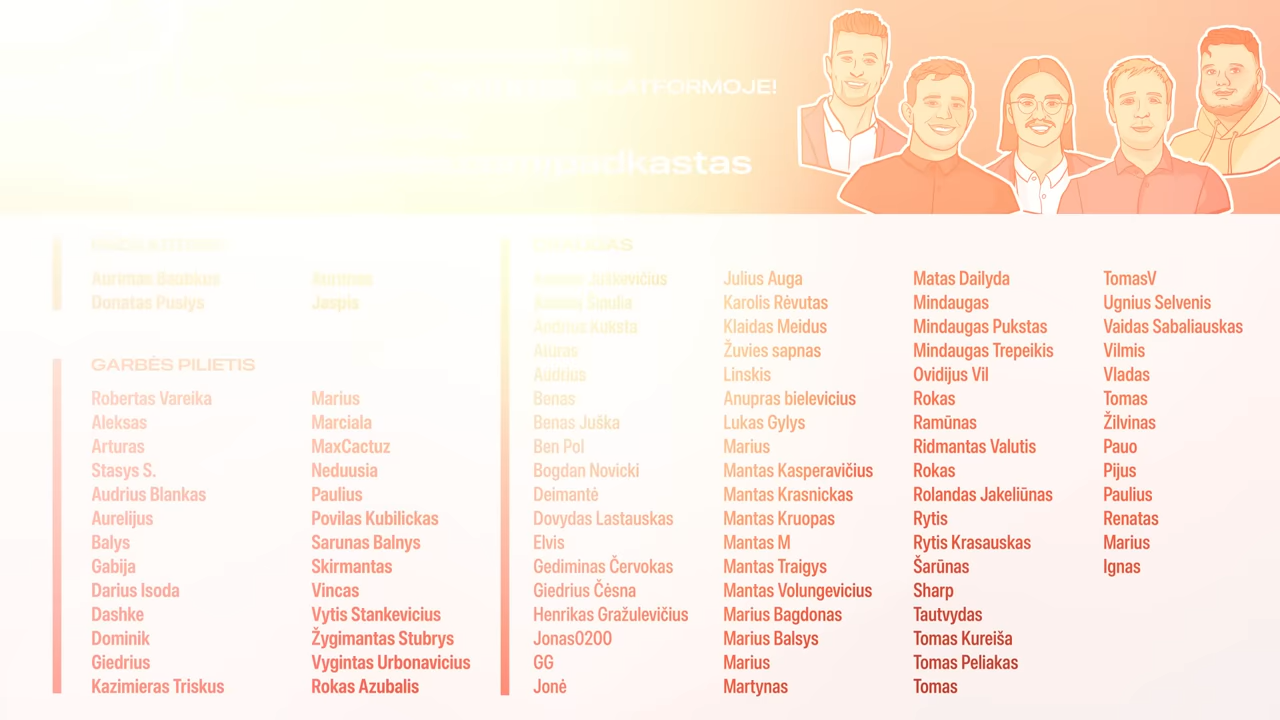 PLATFORMOJE!
Aurimas
Donatas Puslys
Jaspis
GARBĖS PILIETIS
Robertas Vareika
Aleksas
Arturas
Stasys S.
Audrius Blankas
Aurelijus
Balys
Gabija
Darius Isoda
Dashke
Dominik
Giedrius
Kazimieras Triskus
Marius
Marciala
MaxCactuz
Neduusia
Paulius
Povilas Kubilickas
Sarunas Balnys
Skirmantas
Vincas
Vytis Stankevicius
Žygimantas Stubrys
Vygintas Urbonavicius
Rokas Azubalis
Andrius Kuksta
Aturas
Audrius
Benas
Benas Juška
Ben Pol
Bogdan Novicki
Deimantė
Dovydas Lastauskas
Elvis
Gediminas Červokas
Giedrius Čėsna
Henrikas Gražulevičius
Jonas0200
GG
Jonė
Julius Auga
Karolis Rėvutas
Klaidas Meidus
Žuvies sapnas
Linskis
Anupras bielevicius
Lukas Gylys
Marius
Mantas Kasperavičius
Mantas Krasnickas
Mantas Kruopas
Mantas M
Mantas Traigys
Mantas Volungevicius
Marius Bagdonas
Marius Balsys
Marius
Martynas
Matas Dailyda
Mindaugas
Mindaugas Pukstas
Mindaugas Trepeikis
Ovidijus Vil
Rokas
Ramūnas
Ridmantas Valutis
Rokas
Rolandas Jakeliūnas
Rytis
Rytis Krasauskas
Šarūnas
Sharp
Tautvydas
Tomas Kureiša
Tomas Peliakas
Tomas
TomasV
Ugnius Selvenis
Vaidas Sabaliauskas
Vilmis
Vladas
Tomas
Žilvinas
Pauo
Pijus
Paulius
Renatas
Marius
Ignas